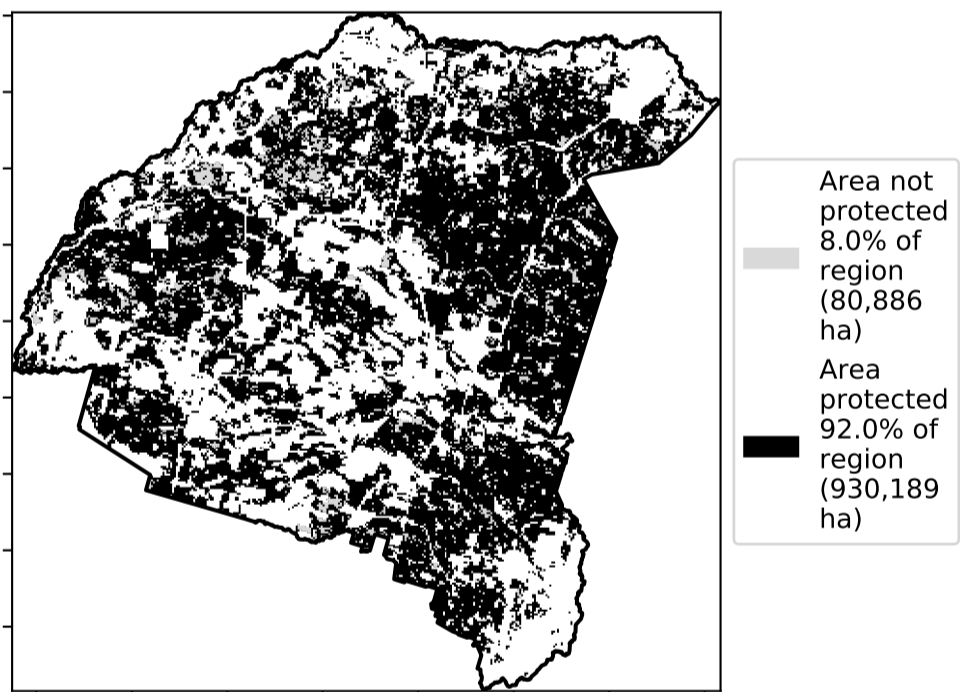 Area not
protected
8.0% of
region
(80,886
ha)
Area
protected
92.0% of
region
(930,189
ha)